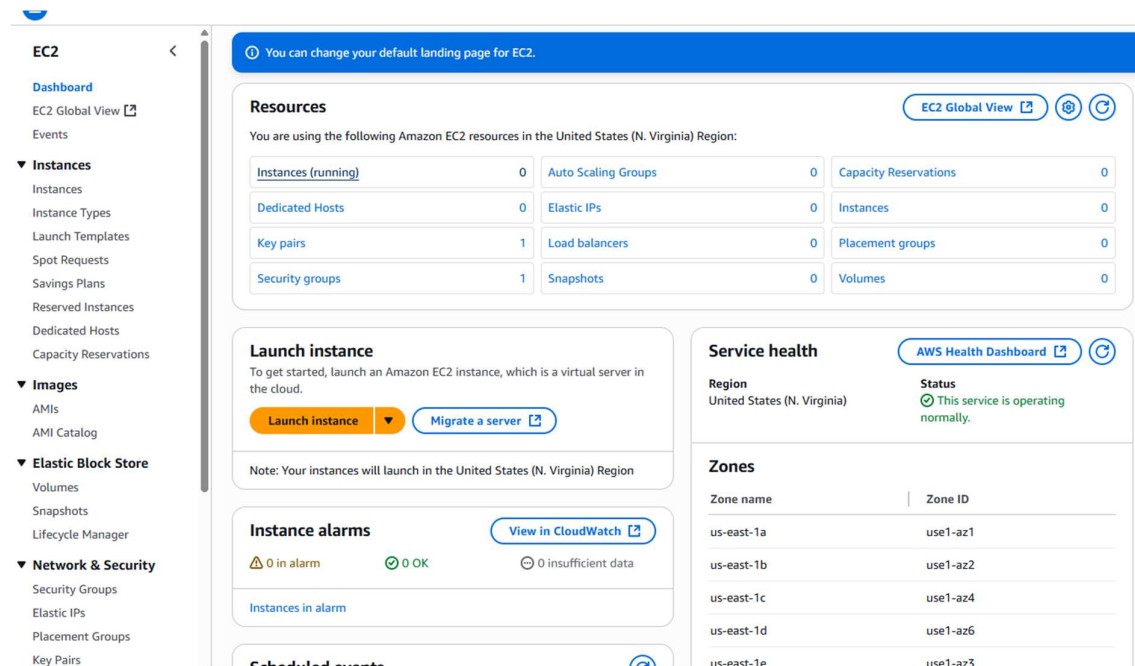 EC2
Dashboard
EC2 Global View
Events
Instances
Instances
Instance Types
Launch Templates
Spot Requests
Savings Plans
Reserved Instances
Dedicated Hosts
Capacity Reservations
Images
AMIs
AMI Catalog
Elastic Block Store
Volumes
Snapshots
Lifecycle Manager
Network & Security
Security Groups
Elastic IPs
Placement Groups
Key Pairs
You can change your default landing page for EC2.
Resources
EC2 Global View
You are using the following Amazon EC2 resources in the United States (N. Virginia) Region:
Instances (running) 0 Auto Scaling Groups 0 Capacity Reservations 0
Dedicated Hosts 0 Elastic IPs 0 Instances 0
Key pairs 1 Load balancers 0 Placement groups 0
Security groups 1 Snapshots 0 Volumes 0
Launch instance
To get started, launch an Amazon EC2 instance, which is a virtual server in
the cloud.
Launch instance Migrate a server
Note: Your instances will launch in the United States (N. Virginia) Region
Instance alarms View in CloudWatch
0 in alarm 0 OK 0 insufficient data
Instances in alarm
Scheduled events
Service health AWS Health Dashboard
Region Status
United States (N. Virginia) This service is operating
normally.
Zones
Zone name Zone ID
us-east-1a use1-az1
us-east-1b use1-az2
us-east-1c use1-az4
us-east-1d use1-az6
us-east-1e use1-az3